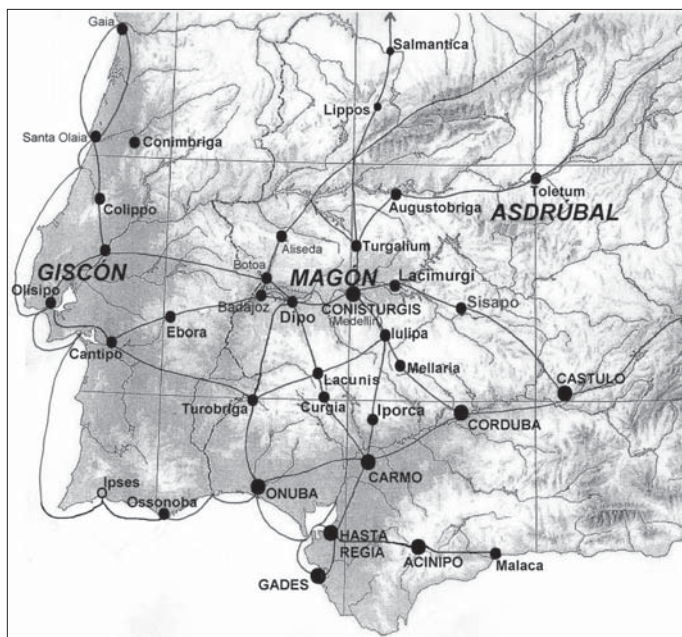 Gaia
Salmantica
Lippos
Santa Olaia
Conimbriga
Toletum
Colippo
Augustobriga
ASDRÚBAL
Aliseda
Turgalium
GISCÓN
Botoa
MAGÓN
Lacimurgi
Olisipo
Badajoz
Dipo
CONISTURGIS
(Medellín)
Sisapo
Ebora
Iulipa
Cantipo
Mellaria
Lacunis
CASTULO
Turobriga
Curgia
Iporca
CORDUBA
CARMO
Ipses
ONUBA
Ossonoba
HASTA
REGIA
ACINIPO
Malaca
GADES